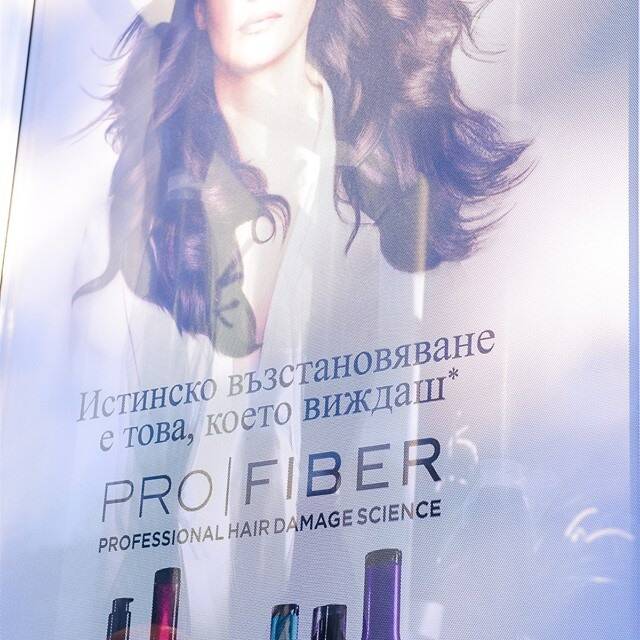 Истинско възстановяване
е това, което виждаш*
PRO|FIBER
PROFESSIONAL HAIR DAMAGE SCIENCE